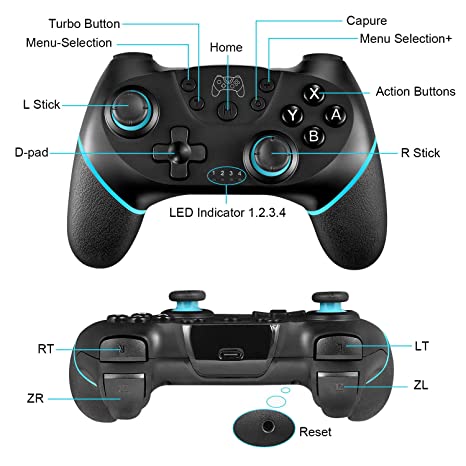 Turbo Button
Capure
Menu-Selection
Home
Menu Selection+
L Stick
X
Action Buttons
Y
A
B
D-pad
R Stick
1 2 3 4
LED Indicator 1.2.3.4
RT
LT
ZR
ZL
Reset